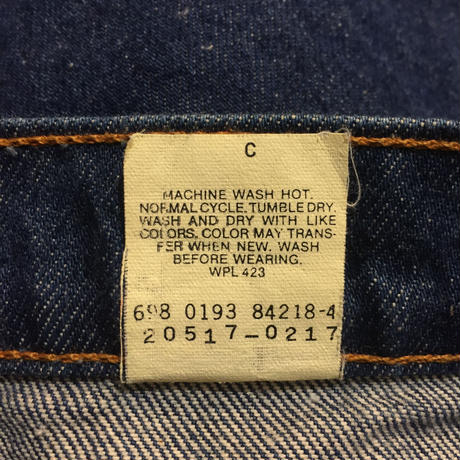 C
MACHINE WASH HOT.
NORMAL CYCLE. TUMBLE DRY.
WASH AND DRY WITH LIKE
COLORS. COLOR MAY TRANS-
FER WHEN NEW. WASH
BEFORE WEARING.
WPL 423
698 0193 84218-4
20517-0217